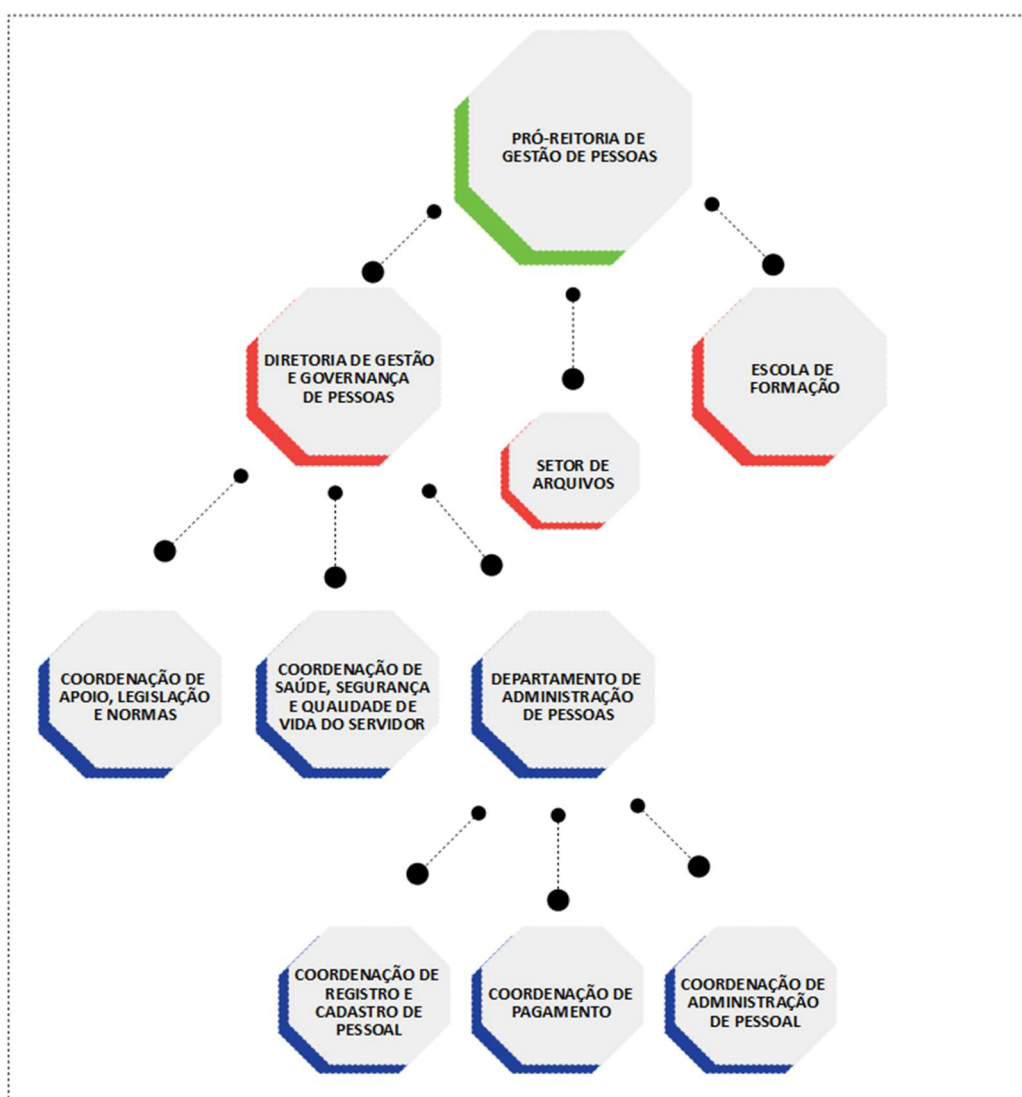 PRÓ-REITORIA DE
GESTÃO DE PESSOAS
DIRETORIA DE GESTÃO
E GOVERNANÇA
DE PESSOAS
SETOR DE
ARQUIVOS
ESCOLA DE
FORMAÇÃO
COORDENAÇÃO DE
APOIO, LEGISLAÇÃO
E NORMAS
COORDENAÇÃO DE
SAÚDE, SEGURANÇA
E QUALIDADE DE
VIDA DO SERVIDOR
DEPARTAMENTO DE
ADMINISTRAÇÃO
DE PESSOAS
COORDENAÇÃO DE
REGISTRO E
CADASTRO DE
PESSOAL
COORDENAÇÃO DE
PAGAMENTO
COORDENAÇÃO DE
ADMINISTRAÇÃO
DE PESSOAL